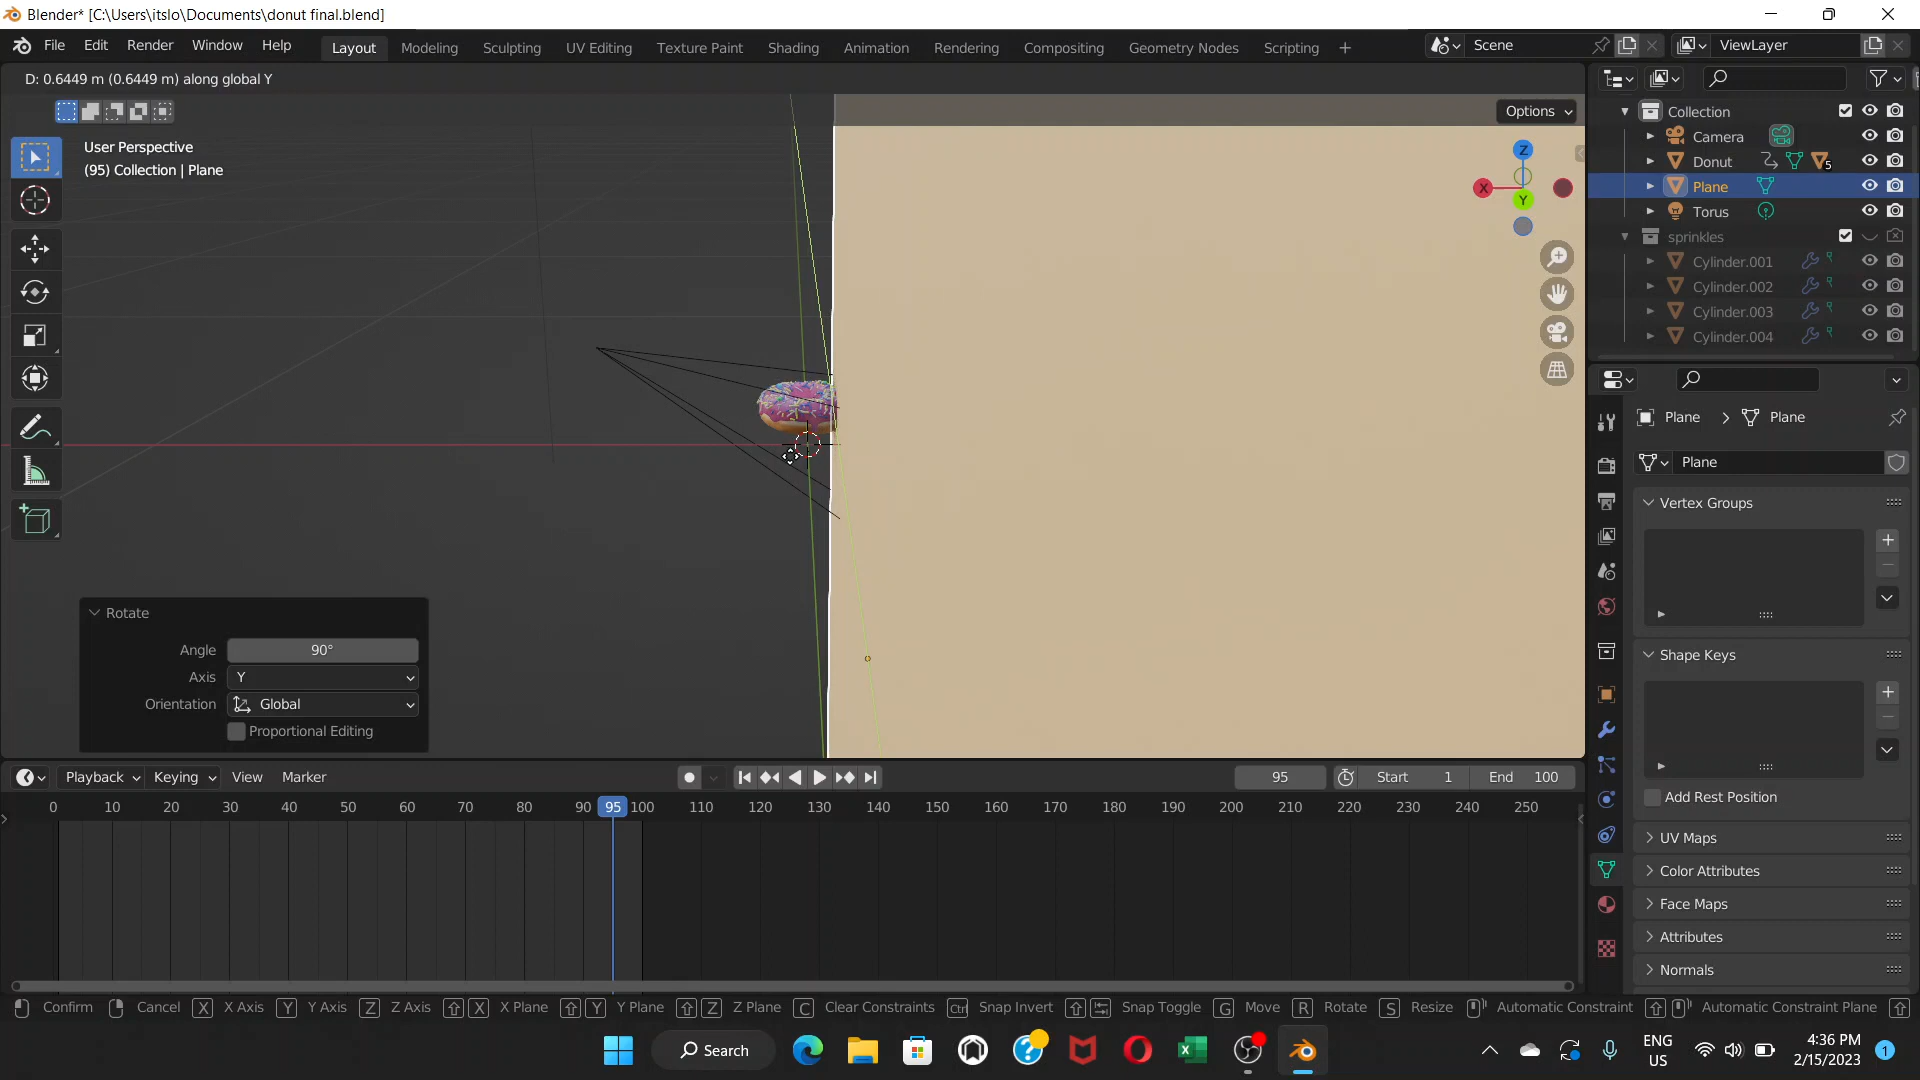 Blender* [C:\Users\itslo\Documents\donut final.blend]
File Edit Render Window Help Layout Modeling Sculpting UV Editing Texture Paint Shading Animation Rendering Compositing Geometry Nodes Scripting + Scene ViewLayer
D: 0.6449 m (0.6449 m) along global Y
Options
User Perspective
(95) Collection | Plane
Z
X
Y
Collection
Camera
Donut 5
Plane
Torus
sprinkles
Cylinder.001
Cylinder.002
Cylinder.003
Cylinder.004
Plane > Plane
Plane
Vertex Groups
Shape Keys
Add Rest Position
UV Maps
Color Attributes
Face Maps
Attributes
Normals
Rotate
Angle 90°
Axis Y
Orientation Global
Proportional Editing
Playback Keying View Marker 95 Start 1 End 100
0 10 20 30 40 50 60 70 80 90 95 100 110 120 130 140 150 160 170 180 190 200 210 220 230 240 250
Confirm Cancel X X Axis Y Y Axis Z Z Axis X X Plane Y Y Plane Z Z Plane C Clear Constraints Ctrl Snap Invert Snap Toggle G Move R Rotate S Resize Automatic Constraint Automatic Constraint Plane
Search
ENG
US
4:36 PM
2/15/2023
1